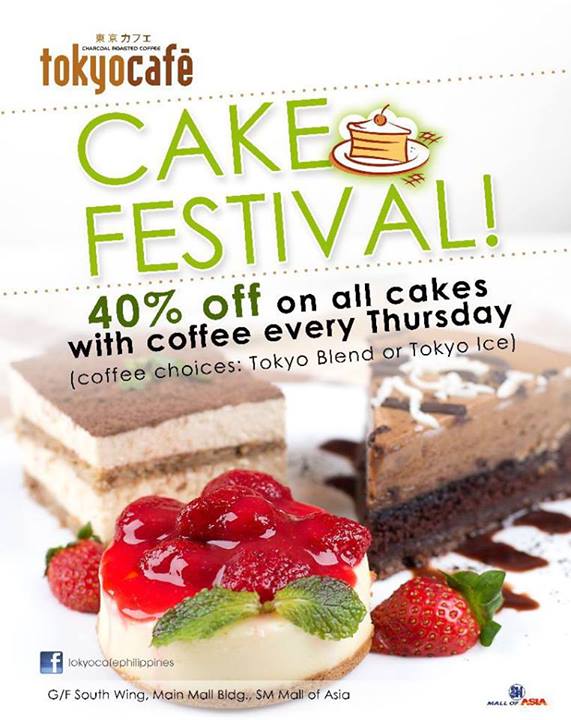 東京カフェ
CHARCOAL ROASTED COFFEE
tokyocafē
CAKE
FESTIVAL!
40% off on all cakes
with coffee every Thursday
(coffee choices: Tokyo Blend or Tokyo Ice)
f tokyocafephilippines
G/F South Wing, Main Mall Bldg., SM Mall of Asia
SM
MALL OF ASIA